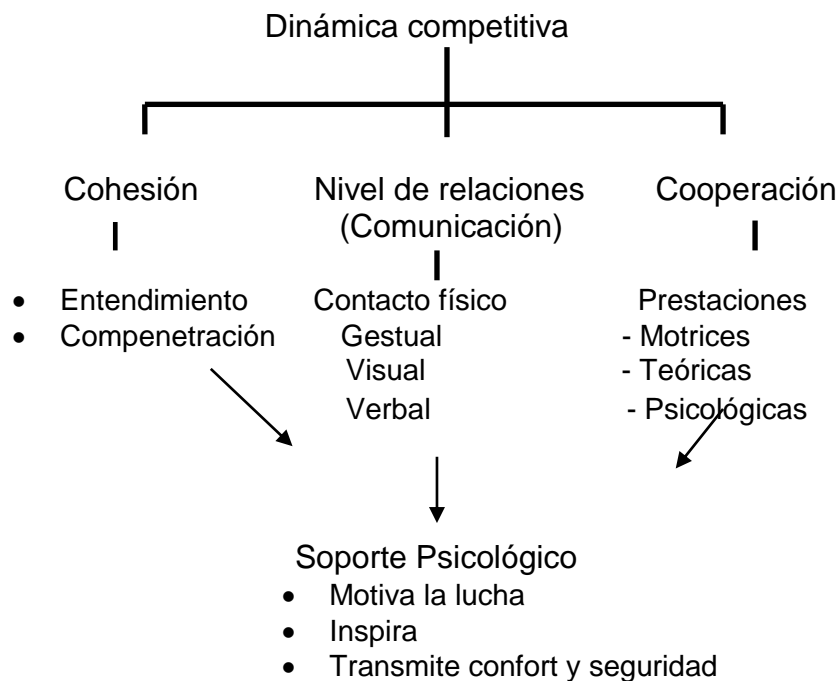 Dinámica competitiva
Cohesión
Nivel de relaciones
(Comunicación)
Cooperación
• Entendimiento
• Compenetración
Contacto físico
Gestual
Visual
Verbal
Prestaciones
- Motrices
- Teóricas
- Psicológicas
Soporte Psicológico
• Motiva la lucha
• Inspira
• Transmite confort y seguridad